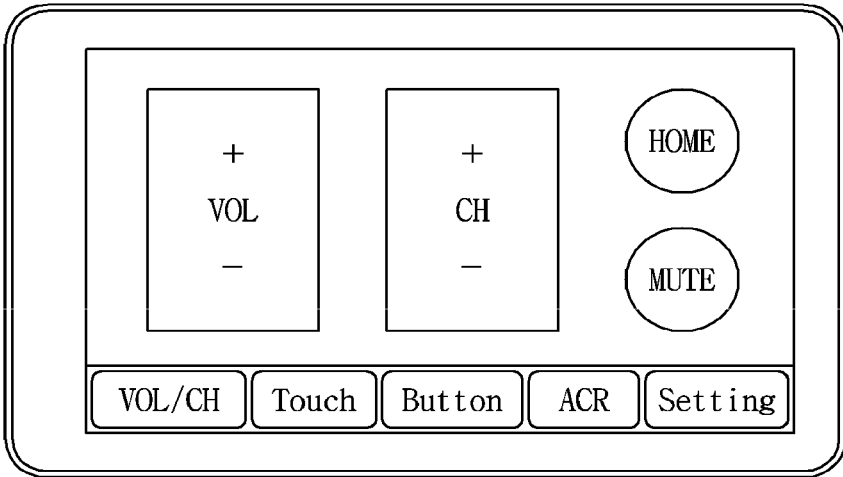 + +
HOME
VOL CH
− −
MUTE
VOL/CH Touch Button ACR Setting